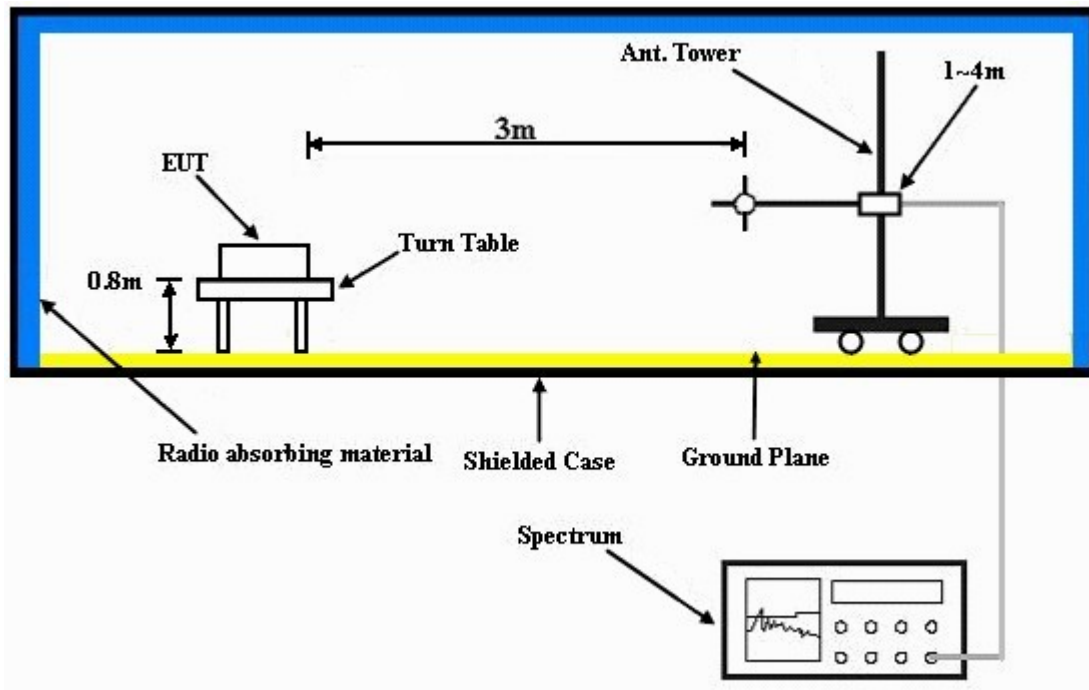 Ant. Tower
1~4m
3m
EUT
Turn Table
0.8m
Radio absorbing material
Shielded Case
Ground Plane
Spectrum